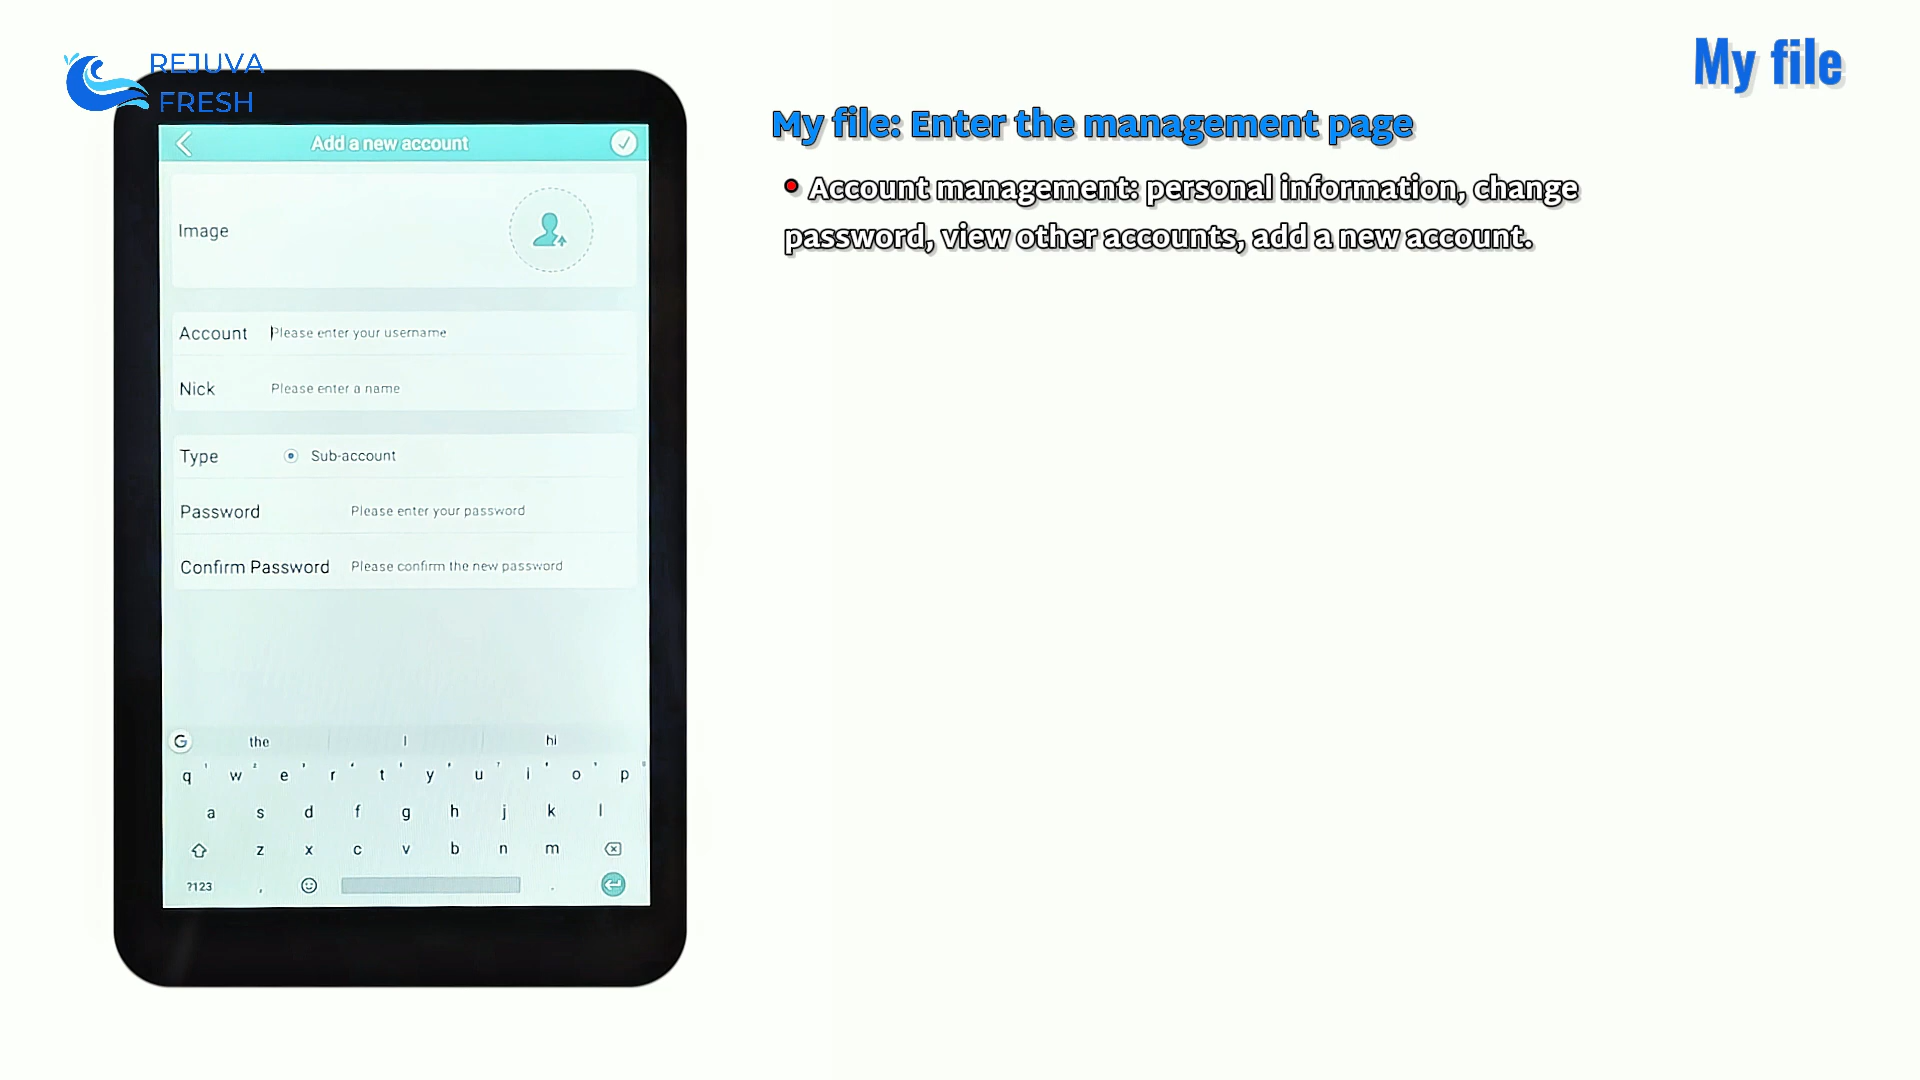 REJUVA
FRESH
My file
My file: Enter the management page
Account management: personal information, change
password, view other accounts, add a new account.
Add a new account
Image
Account Please enter your username
Nick Please enter a name
Type Sub-account
Password Please enter your password
Confirm Password Please confirm the new password
G the I hi
q w e r t y u i o p
a s d f g h j k l
z x c v b n m
?123 , .